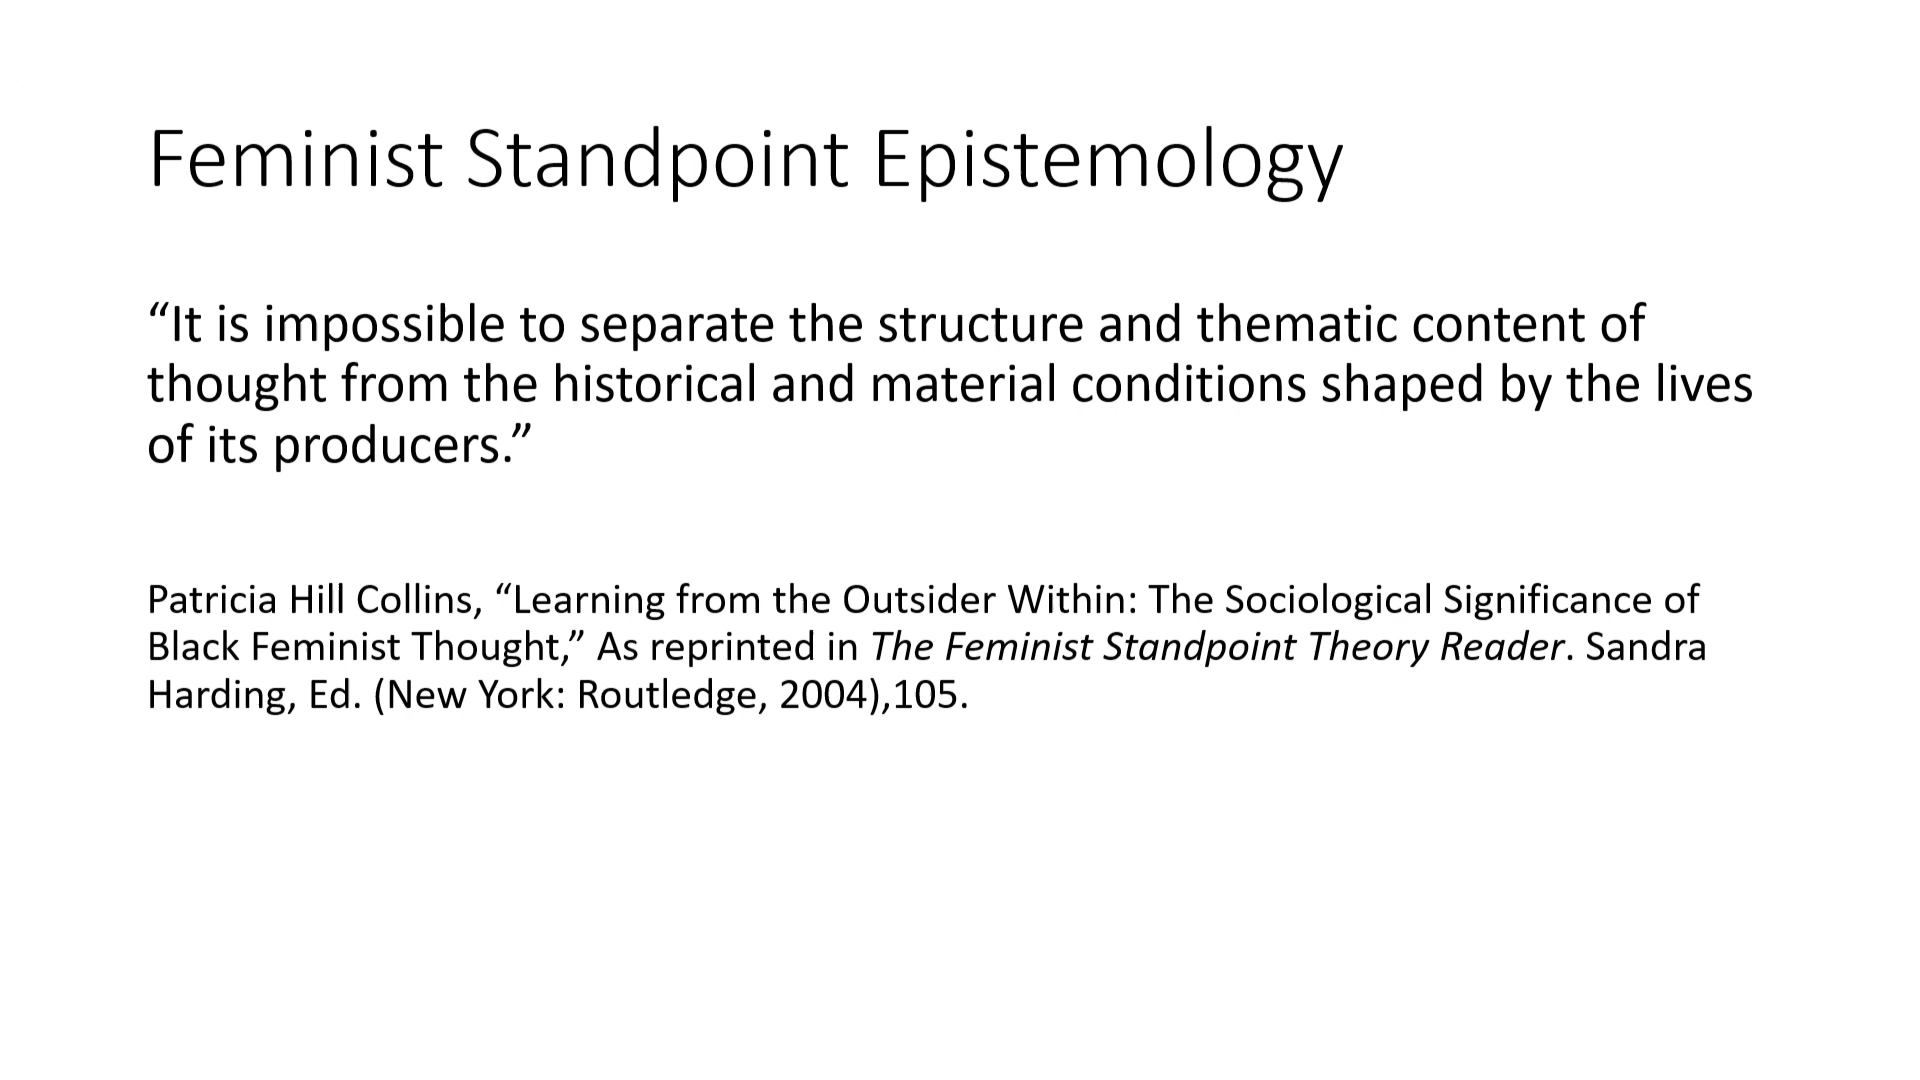 Feminist Standpoint Epistemology
“It is impossible to separate the structure and thematic content of
thought from the historical and material conditions shaped by the lives
of its producers.”
Patricia Hill Collins, “Learning from the Outsider Within: The Sociological Significance of
Black Feminist Thought,” As reprinted in The Feminist Standpoint Theory Reader. Sandra
Harding, Ed. (New York: Routledge, 2004),105.